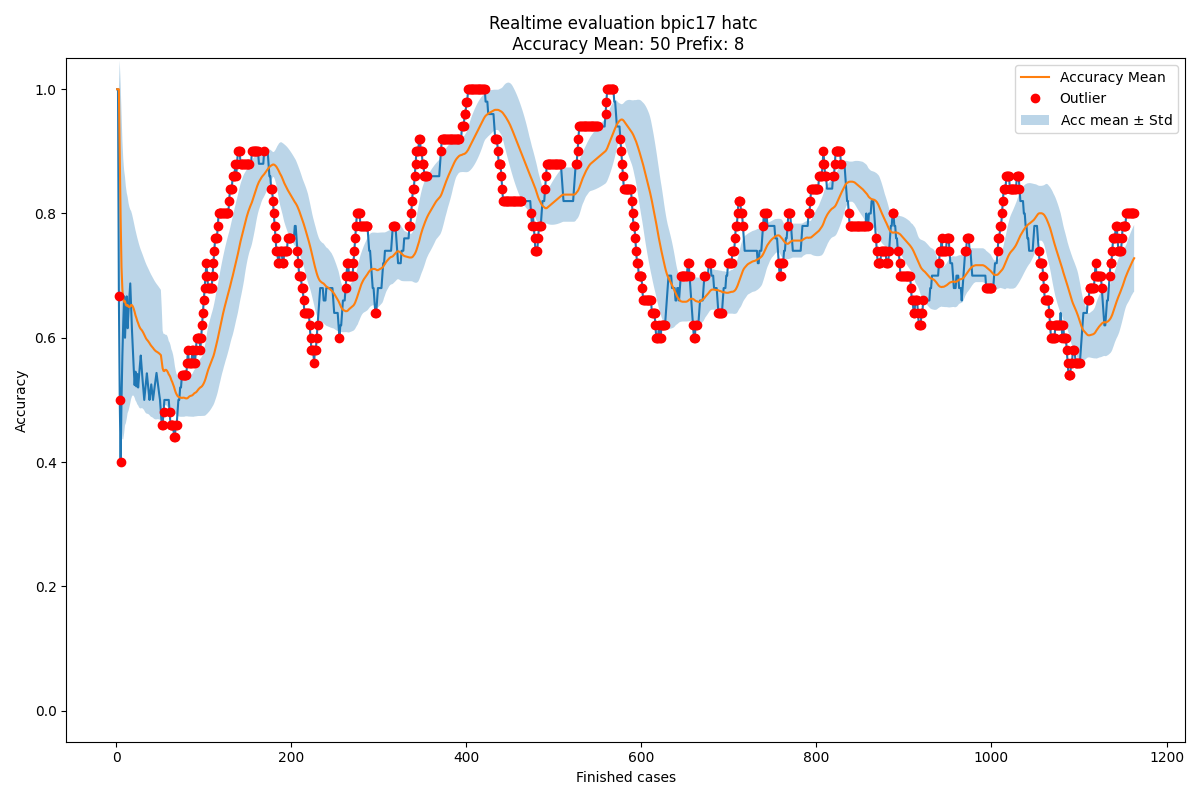 Realtime evaluation bpic17 hatc
Accuracy Mean: 50 Prefix: 8
Accuracy Mean
Outlier
Acc mean ± Std
1.0
0.8
0.6
0.4
0.2
0.0
Accuracy
0
200
400
600
800
1000
1200
Finished cases